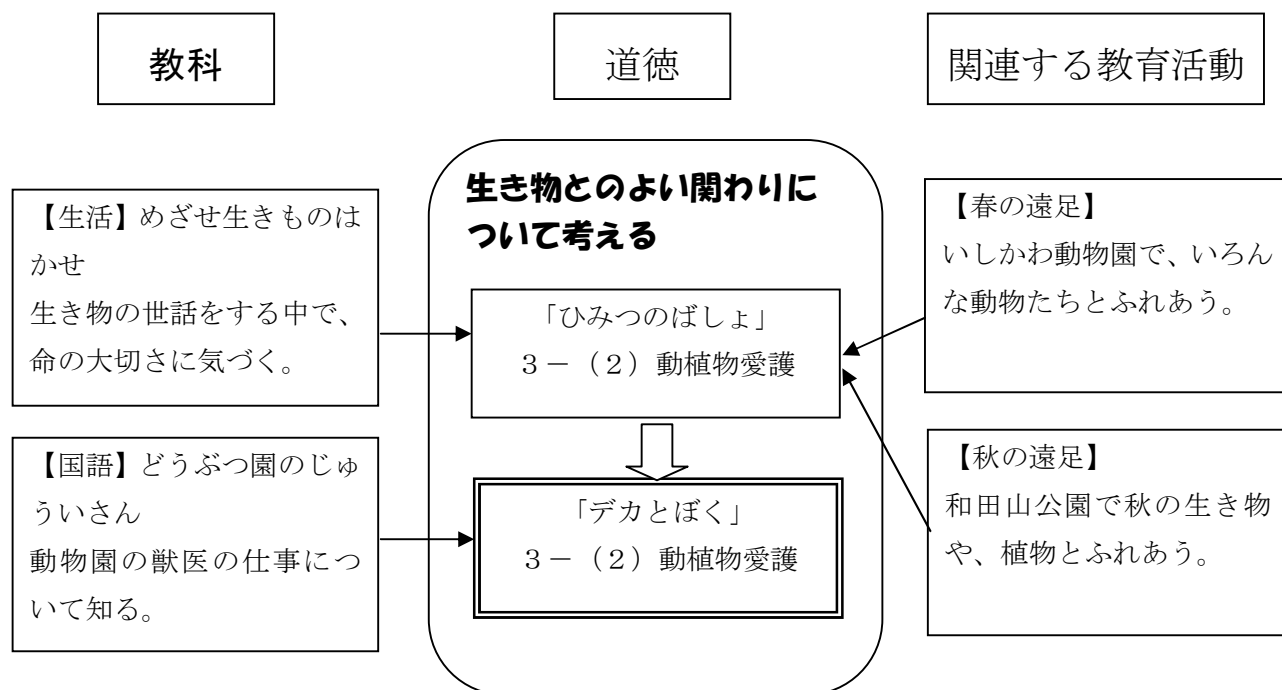 教科
道徳
関連する教育活動
【生活】めざせ生きものは
かせ
生き物の世話をする中で、
命の大切さに気づく。
【国語】どうぶつ園のじゅ
ういさん
動物園の獣医の仕事につ
いて知る。
生き物とのよい関わりに
ついて考える
「ひみつのばしょ」
3-(2)動植物愛護
「デカとぼく」
3-(2)動植物愛護
【春の遠足】
いしかわ動物園で、いろん
な動物たちとふれあう。
【秋の遠足】
和田山公園で秋の生き物
や、植物とふれあう。